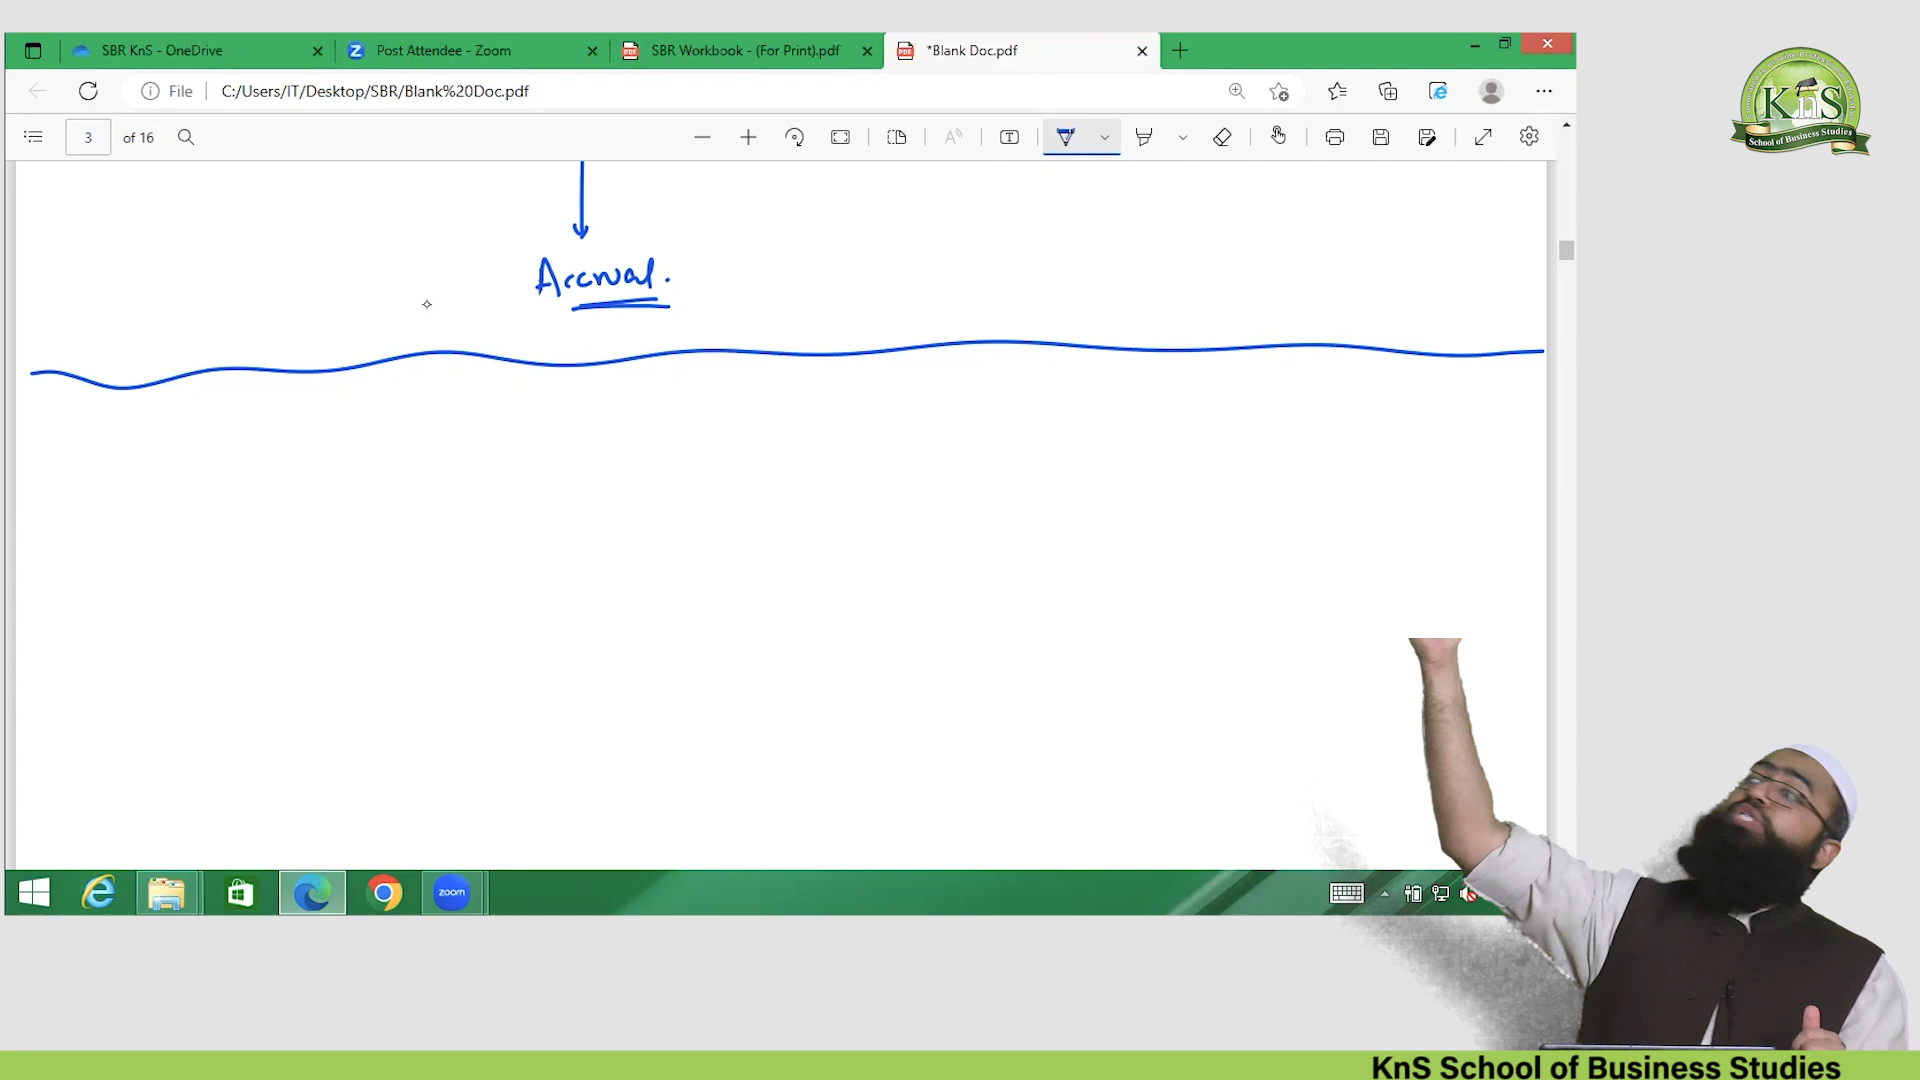 SBR KnS - OneDrive
Post Attendee - Zoom
SBR Workbook - (For Print).pdf
*Blank Doc.pdf
File
C:/Users/IT/Desktop/SBR/Blank%20Doc.pdf
3 of 16
Accrual.
KnS
School of Business Studies
zoom
KnS School of Business Studies